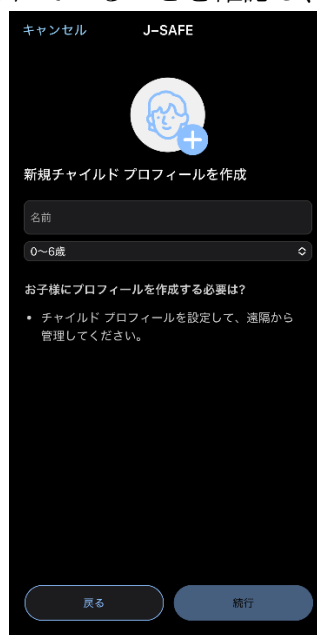 キャンセル
J–SAFE
新規チャイルド プロフィールを作成
名前
0〜6歳
お子様にプロフィールを作成する必要は?
• チャイルド プロフィールを設定して、遠隔から
管理してください。
戻る
続行